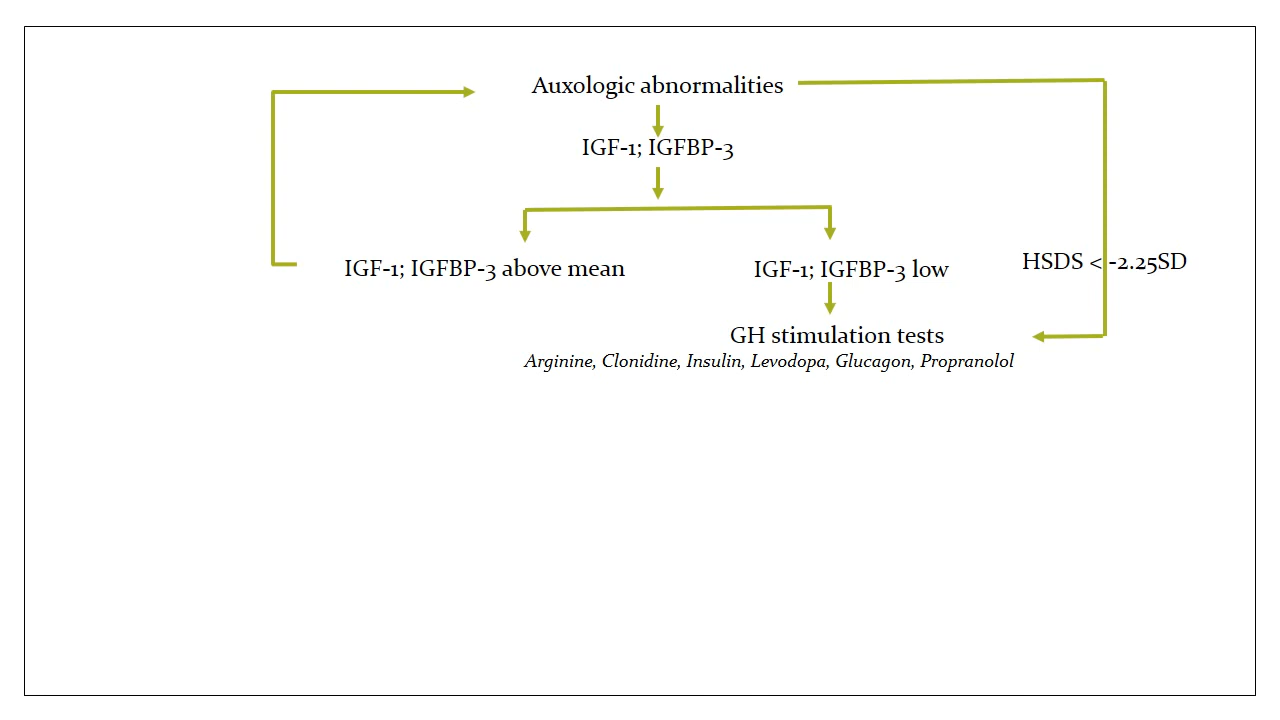 Auxologic abnormalities
IGF-1; IGFBP-3
IGF-1; IGFBP-3 above mean
IGF-1; IGFBP-3 low
HSDS < -2.25SD
GH stimulation tests
Arginine, Clonidine, Insulin, Levodopa, Glucagon, Propranolol